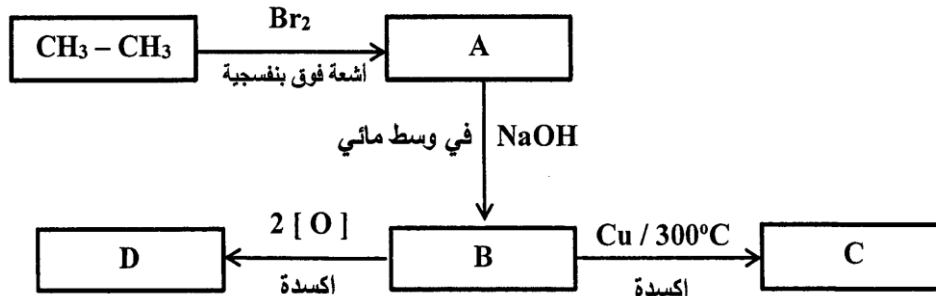 CH₃ – CH₃
Br₂
أشعة فوق بنفسجية
A
في وسط مائي
NaOH
D
2 [ O ]
اكسدة
B
Cu / 300ºC
اكسدة
C